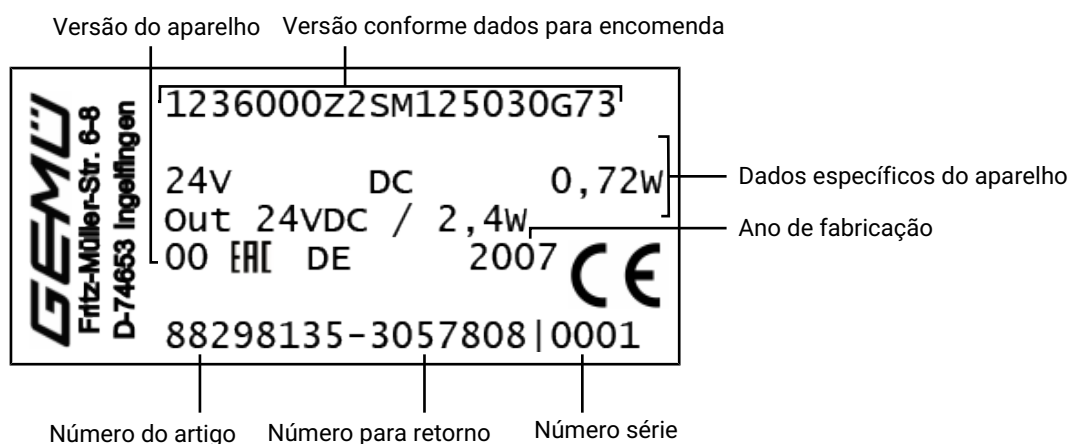 Versão do aparelho
Versão conforme dados para encomenda
GEMÜ
Fritz-Müller-Str. 6-8
D-74653 Ingelfingen
1236000Z2SM125030G73
24V DC 0,72W
Out 24VDC / 2,4W
00 EAC DE 2007 CE
88298135-3057808|0001
Dados específicos do aparelho
Ano de fabricação
Número do artigo
Número para retorno
Número série